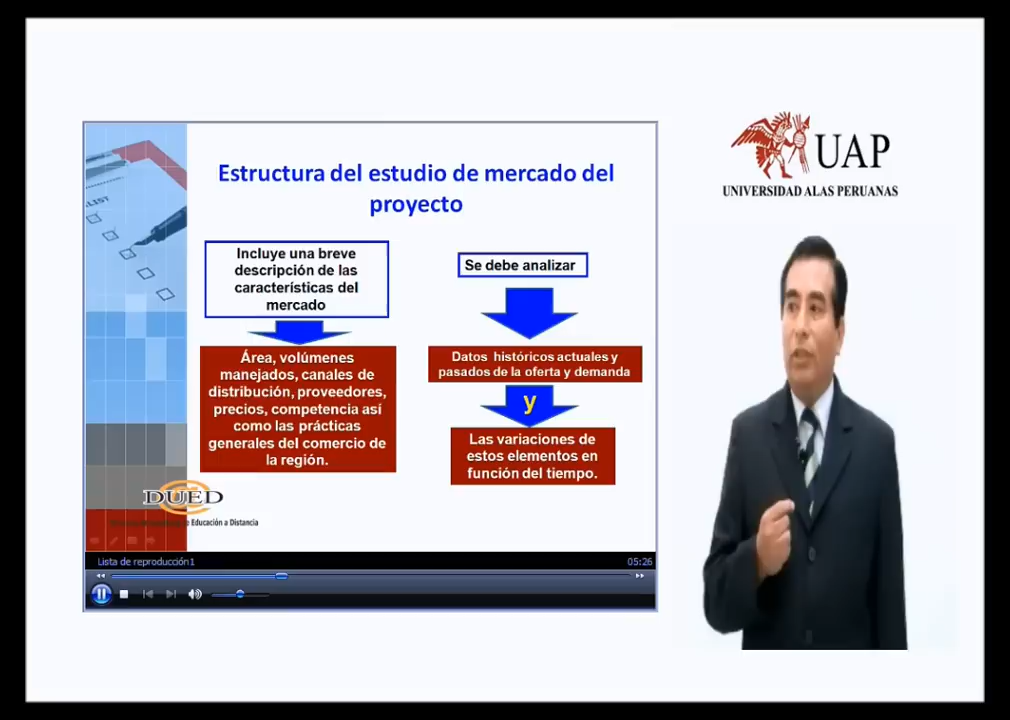 UAP
UNIVERSIDAD ALAS PERUANAS
Estructura del estudio de mercado del
proyecto
Incluye una breve
descripción de las
características del
mercado
Área, volúmenes
manejados, canales de
distribución, proveedores,
precios, competencia así
como las prácticas
generales del comercio de
la región.
Se debe analizar
Datos históricos actuales y
pasados de la oferta y demanda
y
Las variaciones de
estos elementos en
función del tiempo.
LIST
DUED
Educación a Distancia
Lista de reproducción1
05:26